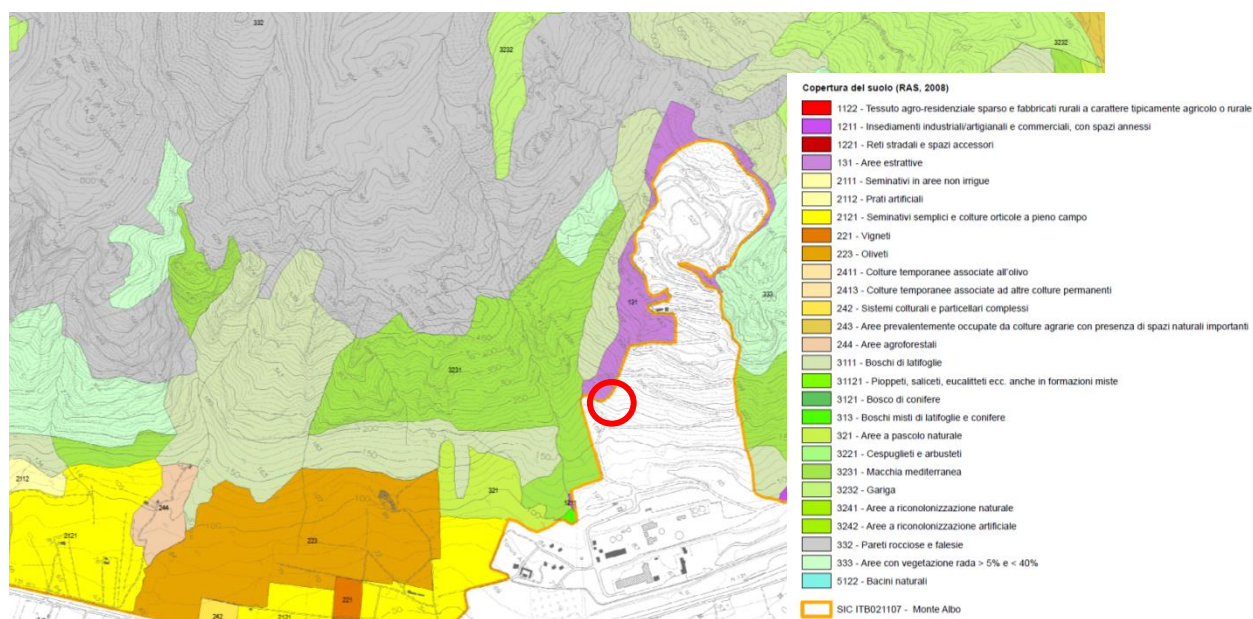 332
3232
3232
Copertura del suolo (RAS, 2008)
1122 - Tessuto agro-residenziale sparso e fabbricati rurali a carattere tipicamente agricolo o rurale
1211 - Insediamenti industriali/artigianali e commerciali, con spazi annessi
1221 - Reti stradali e spazi accessori
131 - Aree estrattive
2111 - Seminativi in aree non irrigue
2112 - Prati artificiali
2121 - Seminativi semplici e colture orticole a pieno campo
221 - Vigneti
223 - Oliveti
2411 - Colture temporanee associate all'olivo
2413 - Colture temporanee associate ad altre colture permanenti
242 - Sistemi colturali e particellari complessi
243 - Aree prevalentemente occupate da colture agrarie con presenza di spazi naturali importanti
244 - Aree agroforestali
3111 - Boschi di latifoglie
31121 - Pioppeti, saliceti, eucalitteti ecc. anche in formazioni miste
3121 - Bosco di conifere
313 - Boschi misti di latifoglie e conifere
321 - Aree a pascolo naturale
3221 - Cespuglieti e arbusteti
3231 - Macchia mediterranea
3232 - Gariga
3241 - Aree a riconolonizzazione naturale
3242 - Aree a riconolonizzazione artificiale
332 - Pareti rocciose e falesie
333 - Aree con vegetazione rada > 5% e < 40%
5122 - Bacini naturali
SIC ITB021107 - Monte Albo
131
333
3231
2112
321
244
2121
223
221
242
2121